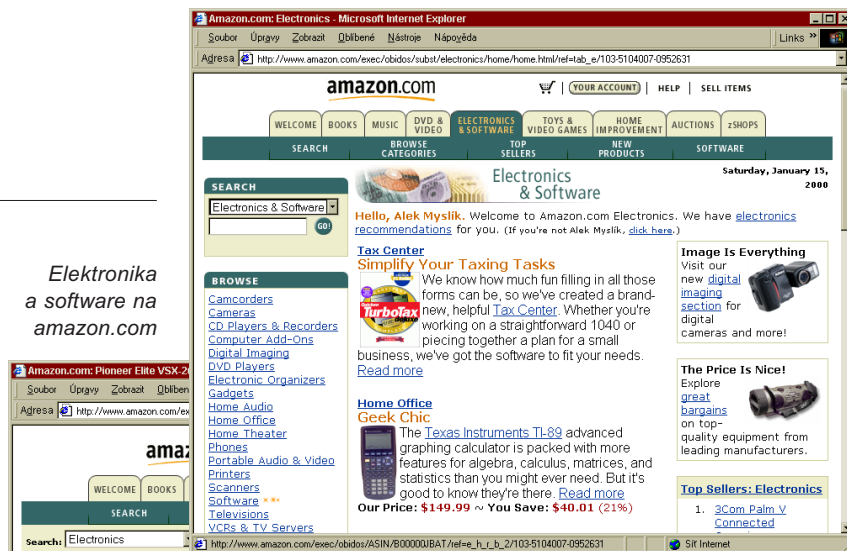 Amazon.com: Electronics - Microsoft Internet Explorer
Soubor Úpravy Zobrazit Oblíbené Nástroje Nápověda Links »
Adresa http://www.amazon.com/exec/obidos/subst/electronics/home/home.html/ref=tab_e/103-5104007-0952631
amazon.com YOUR ACCOUNT | HELP | SELL ITEMS
WELCOME BOOKS MUSIC DVD & VIDEO ELECTRONICS & SOFTWARE TOYS & VIDEO GAMES HOME IMPROVEMENT AUCTIONS zSHOPS
SEARCH BROWSE CATEGORIES TOP SELLERS NEW PRODUCTS SOFTWARE
Electronics
& Software
Saturday, January 15,
2000
SEARCH
Electronics & Software
GO!
BROWSE
Camcorders
Cameras
CD Players & Recorders
Computer Add-Ons
Digital Imaging
DVD Players
Electronic Organizers
Gadgets
Home Audio
Home Office
Home Theater
Phones
Portable Audio & Video
Printers
Scanners
Software
Televisions
VCRs & TV Servers
Hello, Alek Myslík. Welcome to Amazon.com Electronics. We have electronics
recommendations for you. (If you're not Alek Myslík, click here.)
Tax Center
Simplify Your Taxing Tasks
TurboTax
deluxe
We know how much fun filling in all those
forms can be, so we've created a brand-
new, helpful Tax Center. Whether you're
working on a straightforward 1040 or
piecing together a plan for a small
business, we've got the software to fit your needs.
Read more
Home Office
Geek Chic
The Texas Instruments TI-89 advanced
graphing calculator is packed with more
features for algebra, calculus, matrices, and
statistics than you might ever need. But it's
good to know they're there. Read more
Our Price: $149.99 ~ You Save: $40.01 (21%)
Image Is Everything
Visit our
new digital
imaging
section for
digital
cameras and more!
The Price Is Nice!
Explore
great
bargains
on top-
quality equipment from
leading manufacturers.
Top Sellers: Electronics
1. 3Com Palm V
Connected
http://www.amazon.com/exec/obidos/ASIN/B00000JBAT/ref=e_h_r_b_2/103-5104007-0952631 Síť Internet
Elektronika
a software na
amazon.com
Amazon.com: Pioneer Elite VSX-2
Soubor Úpravy Zobrazit Oblíben
Adresa http://www.amazon.com/ex
amaz
WELCOME BOOKS
SEARCH
Search: Electronics